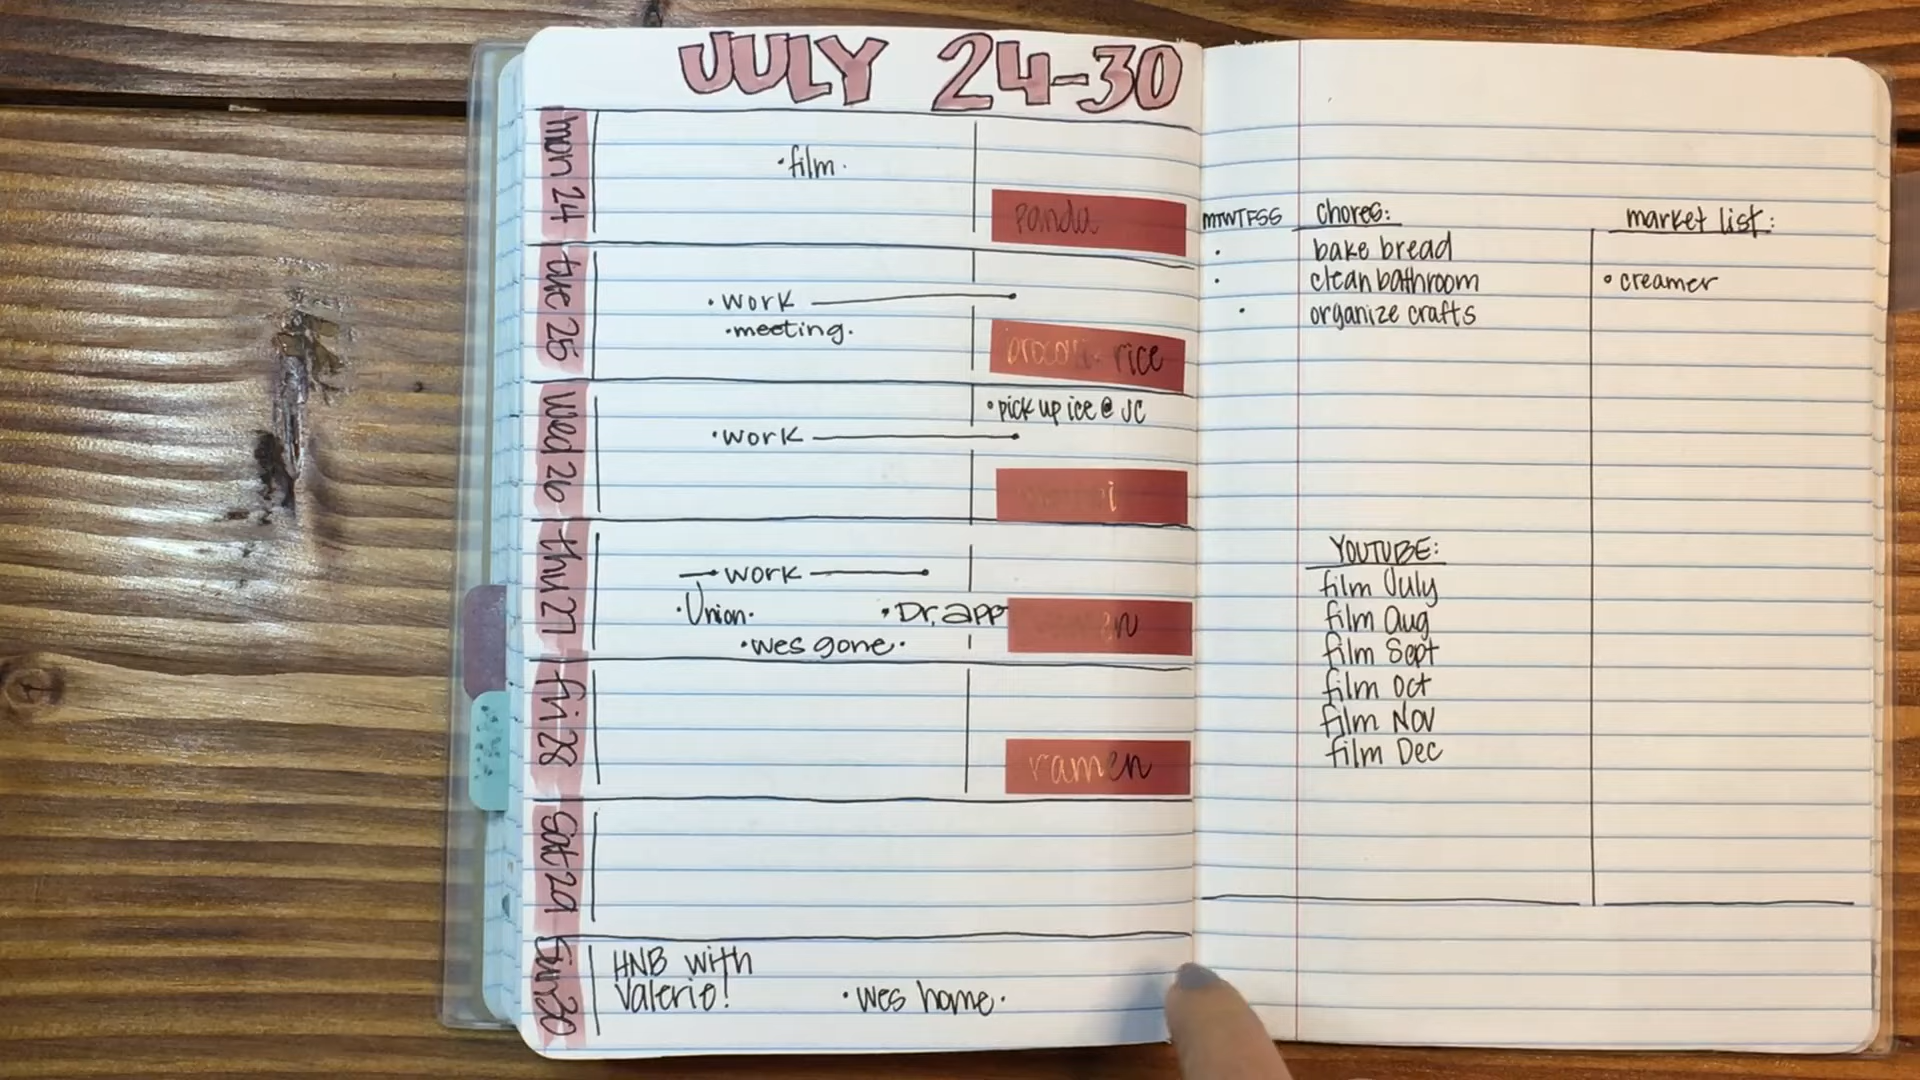 JULY 24-30
mon 24
•film•
panda
tue 25
•work
•meeting•
rice
wed 26
•pick up ice @ JC
•work
thu 27
work
•Union•
•Dr. app
•wes gone•
fri 28
ramen
sat 29
sun 30
HNB with
Valerie!
•wes home•
MTWTFSS
chores:
bake bread
clean bathroom
organize crafts
market list:
•creamer
YOUTUBE:
film July
film Aug
film Sept
film Oct
film Nov
film Dec